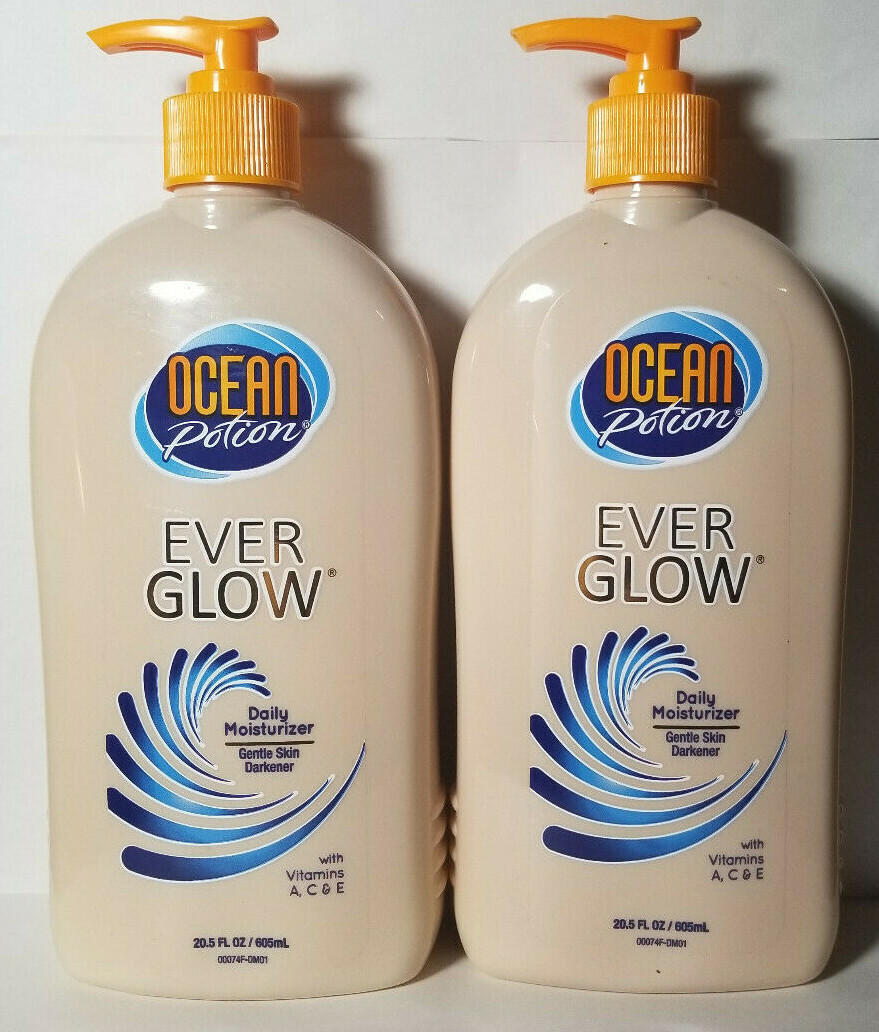 OCEAN
Potion®
EVER
GLOW®
Daily
Moisturizer
Gentle Skin
Darkener
with
Vitamins
A, C & E
20.5 FL OZ / 605mL
00074F-DM01
OCEAN
Potion®
EVER
GLOW®
Daily
Moisturizer
Gentle Skin
Darkener
with
Vitamins
A, C & E
20.5 FL OZ / 605mL
00074F-DM01